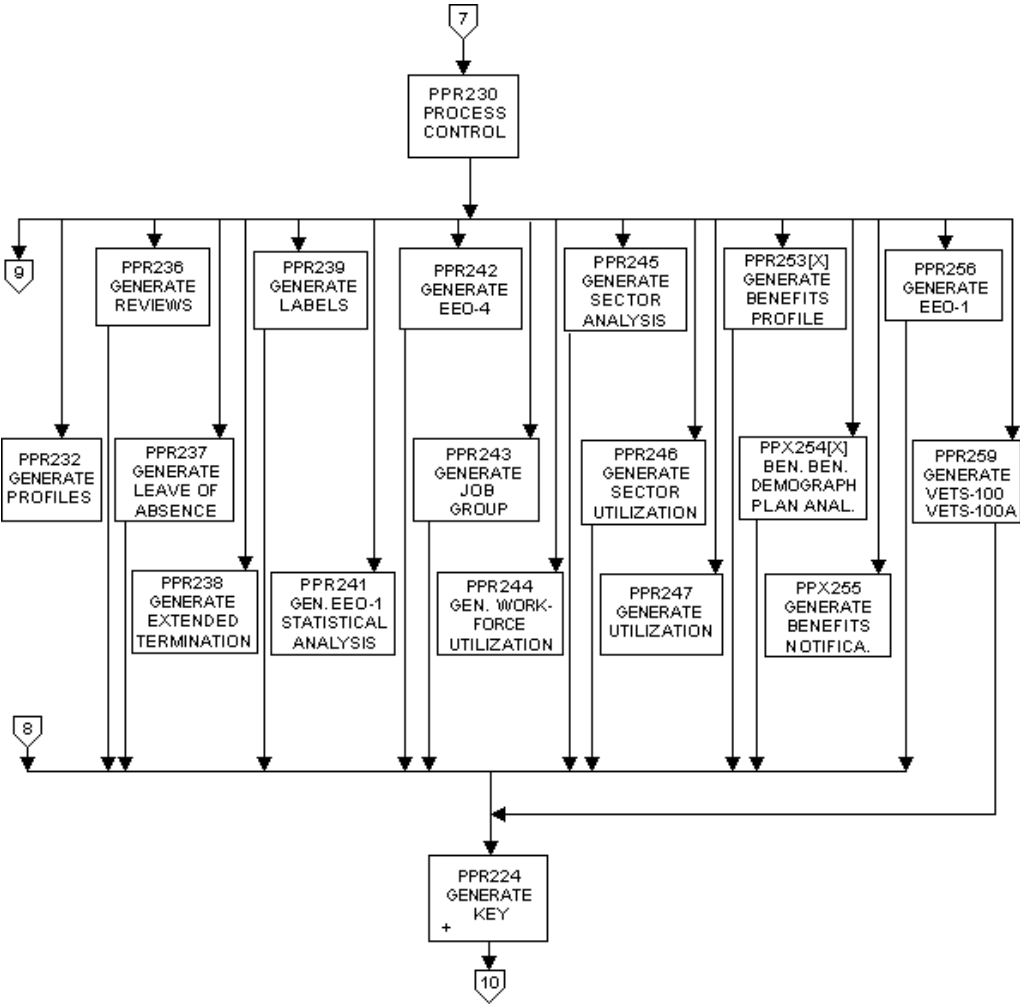 7
PPR230
PROCESS
CONTROL
9
PPR236
GENERATE
REVIEWS
PPR239
GENERATE
LABELS
PPR242
GENERATE
EEO-4
PPR245
GENERATE
SECTOR
ANALYSIS
PPR253[X]
GENERATE
BENEFITS
PROFILE
PPR256
GENERATE
EEO-1
PPR232
GENERATE
PROFILES
PPR237
GENERATE
LEAVE OF
ABSENCE
PPR243
GENERATE
JOB
GROUP
PPR246
GENERATE
SECTOR
UTILIZATION
PPX254[X]
BEN. BEN.
DEMOGRAPH
PLAN ANAL.
PPR259
GENERATE
VETS-100
VETS-100A
PPR238
GENERATE
EXTENDED
TERMINATION
PPR241
GEN. EEO-1
STATISTICAL
ANALYSIS
PPR244
GEN. WORK-
FORCE
UTILIZATION
PPR247
GENERATE
UTILIZATION
PPX255
GENERATE
BENEFITS
NOTIFICA.
8
PPR224
GENERATE
KEY
+
10